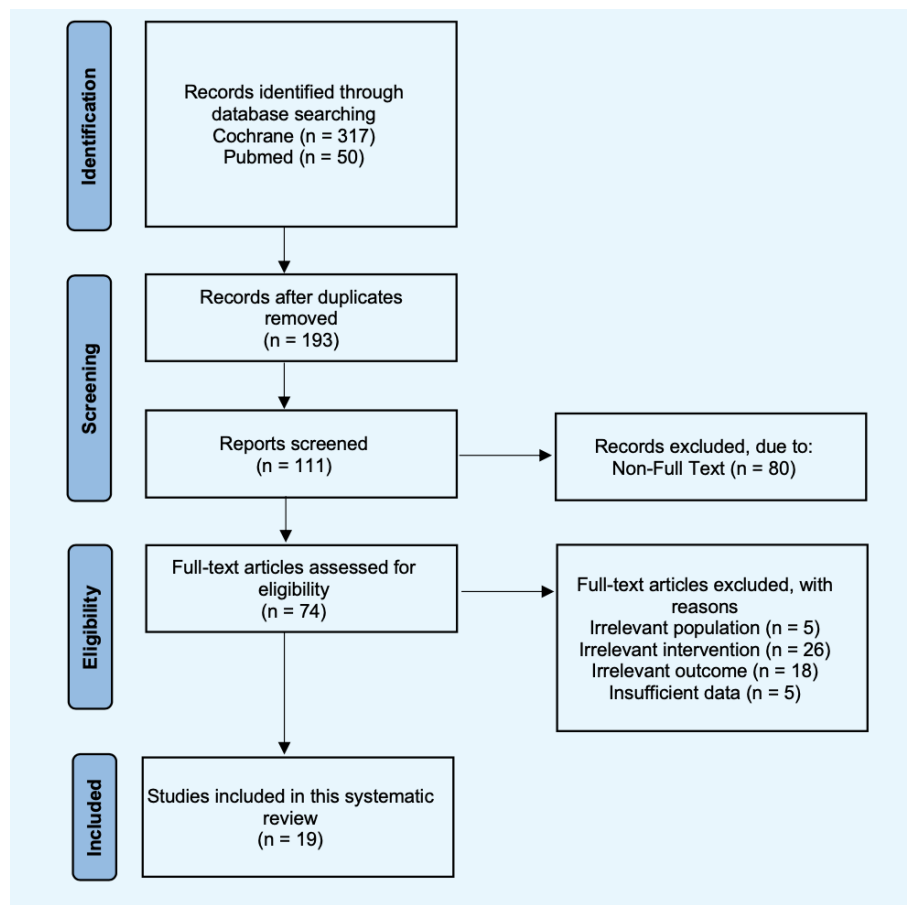 Identification
Records identified through
database searching
Cochrane (n = 317)
Pubmed (n = 50)
Screening
Records after duplicates
removed
(n = 193)
Reports screened
(n = 111)
Records excluded, due to:
Non-Full Text (n = 80)
Eligibility
Full-text articles assessed for
eligibility
(n = 74)
Full-text articles excluded, with
reasons
Irrelevant population (n = 5)
Irrelevant intervention (n = 26)
Irrelevant outcome (n = 18)
Insufficient data (n = 5)
Included
Studies included in this systematic
review
(n = 19)